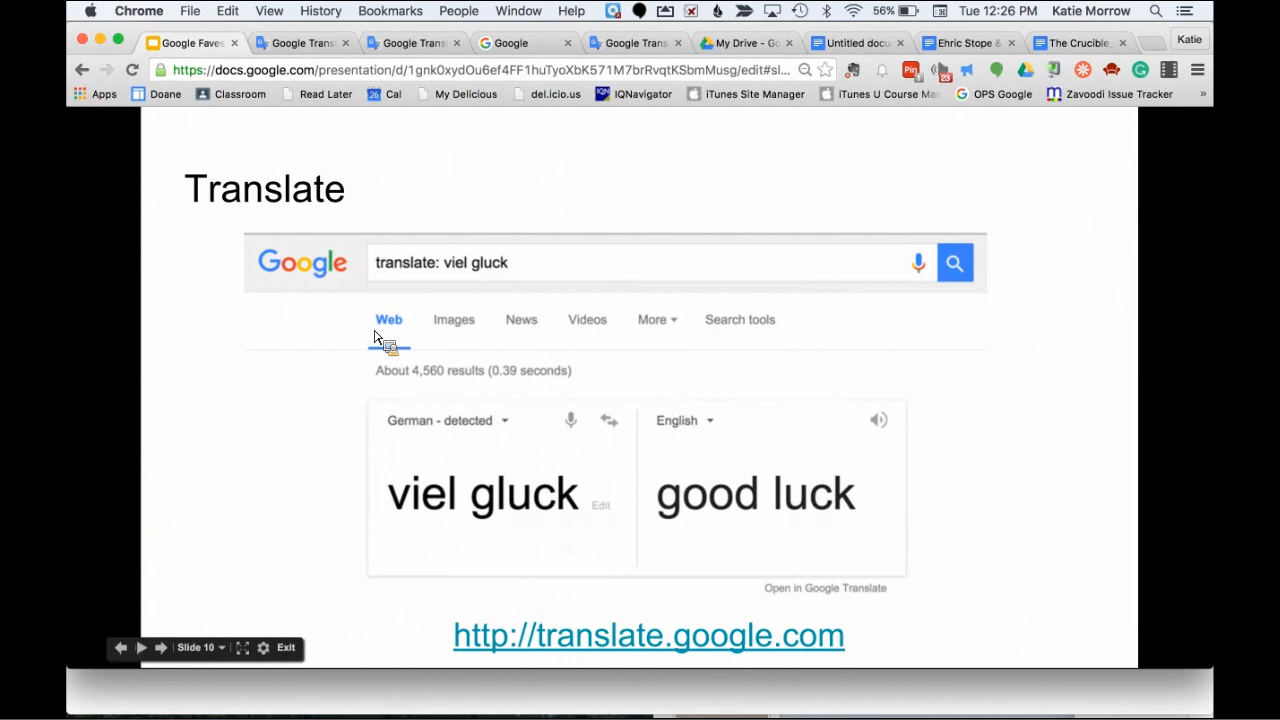 Chrome File Edit View History Bookmarks People Window Help 56% Tue 12:26 PM Katie Morrow
Google Faves Google Trans Google Trans Google Google Trans My Drive - Go Untitled docu Ehric Stope & The Crucible Katie
https://docs.google.com/presentation/d/1gnk0xydOu6ef4FF1huTyoXbK571M7brRvqtKSbmMusg/edit#sl... 23
Apps Doane Classroom Read Later 26 Cal My Delicious del.icio.us IQN IQNavigator iTunes Site Manager iTunes U Course Ma OPS Google Zavoodi Issue Tracker »
Translate
Google translate: viel gluck
Web Images News Videos More Search tools
About 4,560 results (0.39 seconds)
German - detected English
viel gluck Edit good luck
Open in Google Translate
http://translate.google.com
Slide 10 Exit